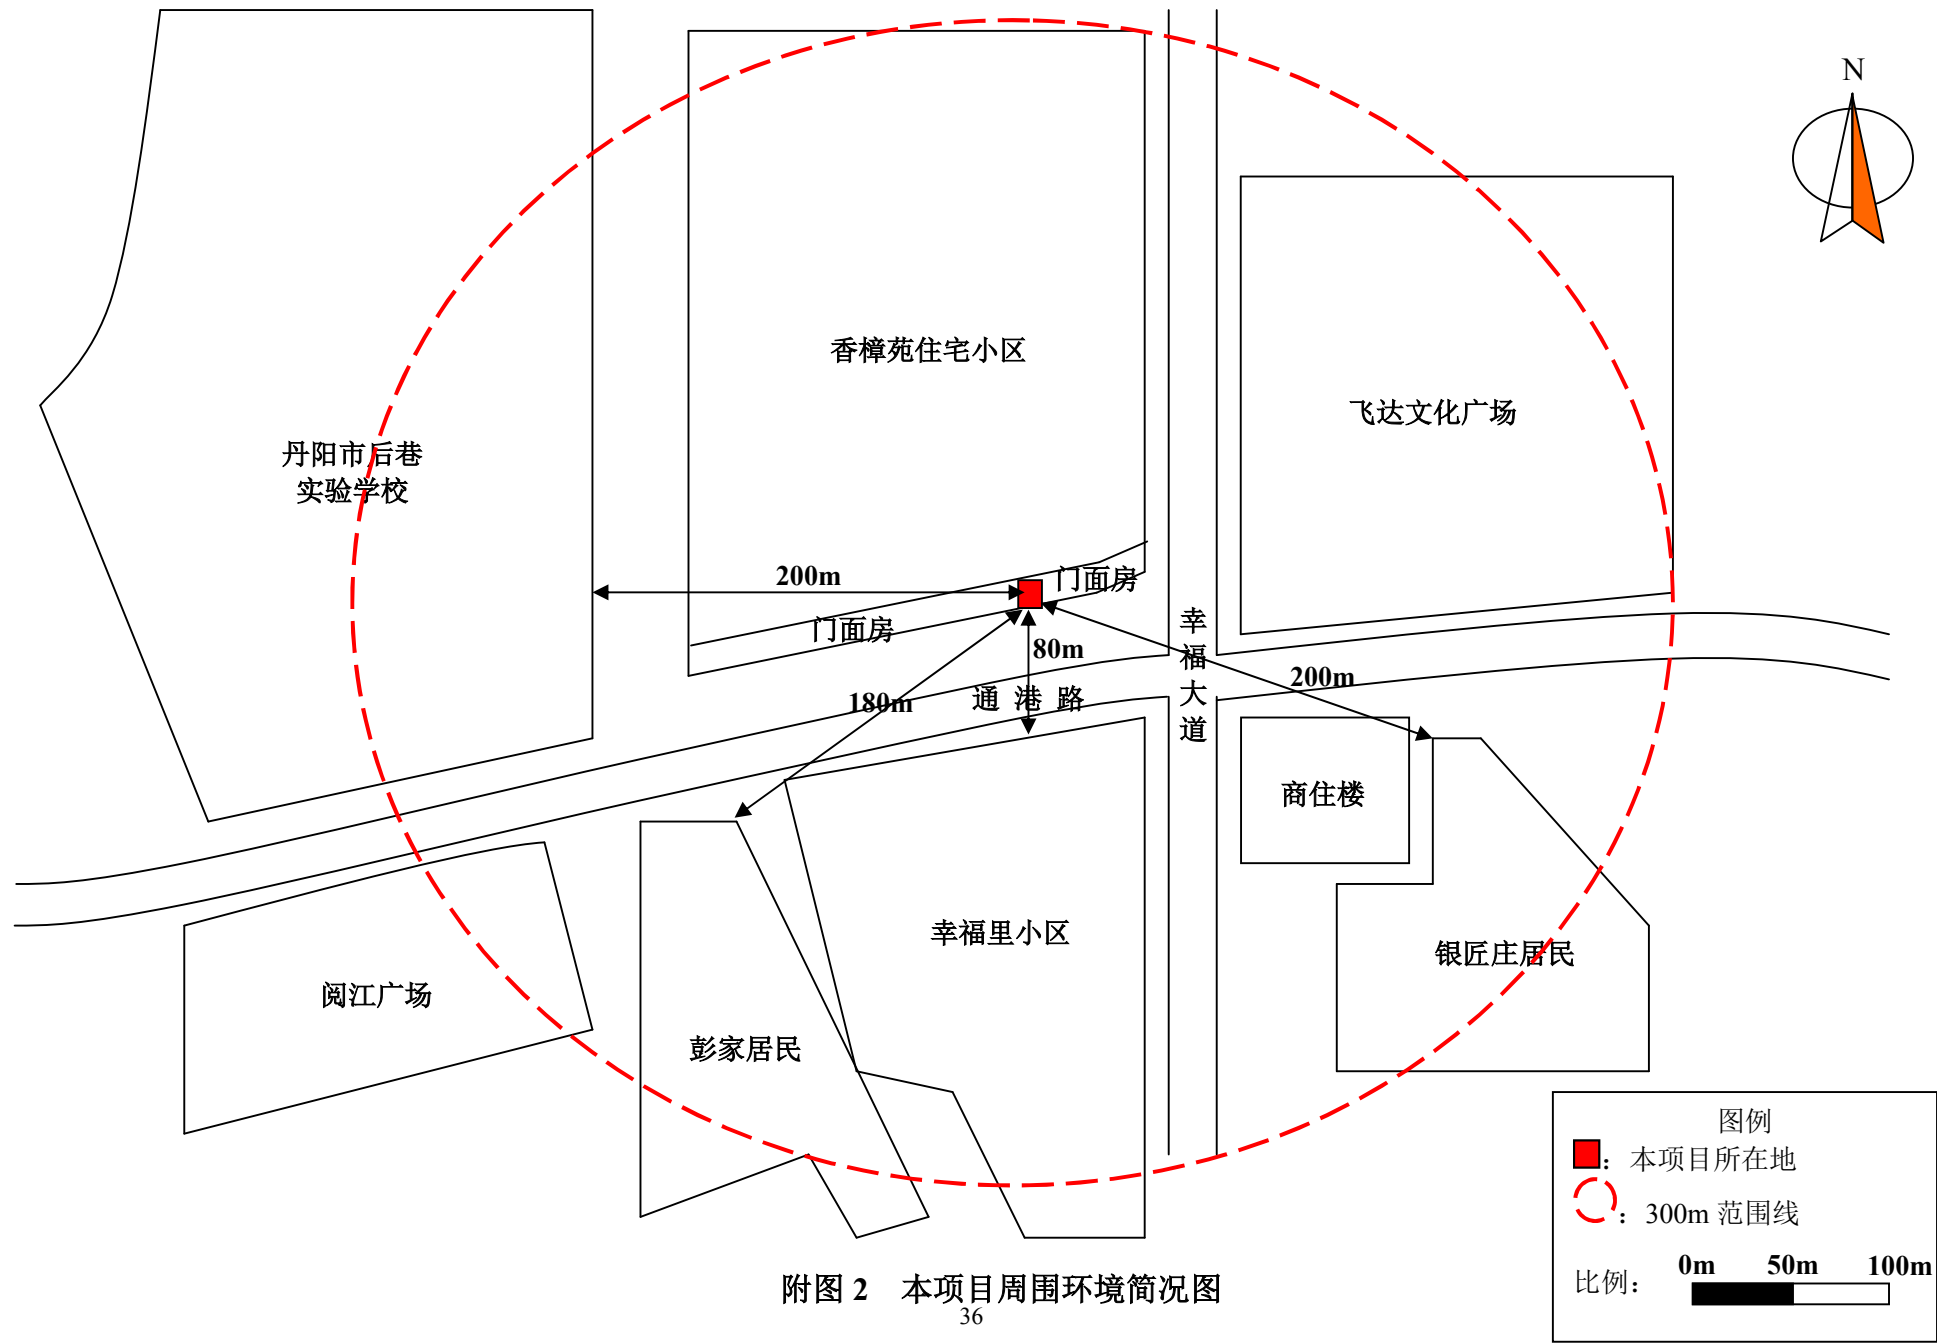 N
香樟苑住宅小区
飞达文化广场
丹阳市后巷
实验学校
200m
门面房
门面房
幸福大道
80m
200m
180m
通港路
商住楼
幸福里小区
银匠庄居民
阅江广场
彭家居民
图例
：本项目所在地
：300m 范围线
0m 50m 100m
比例：
附图 2 本项目周围环境简况图
36